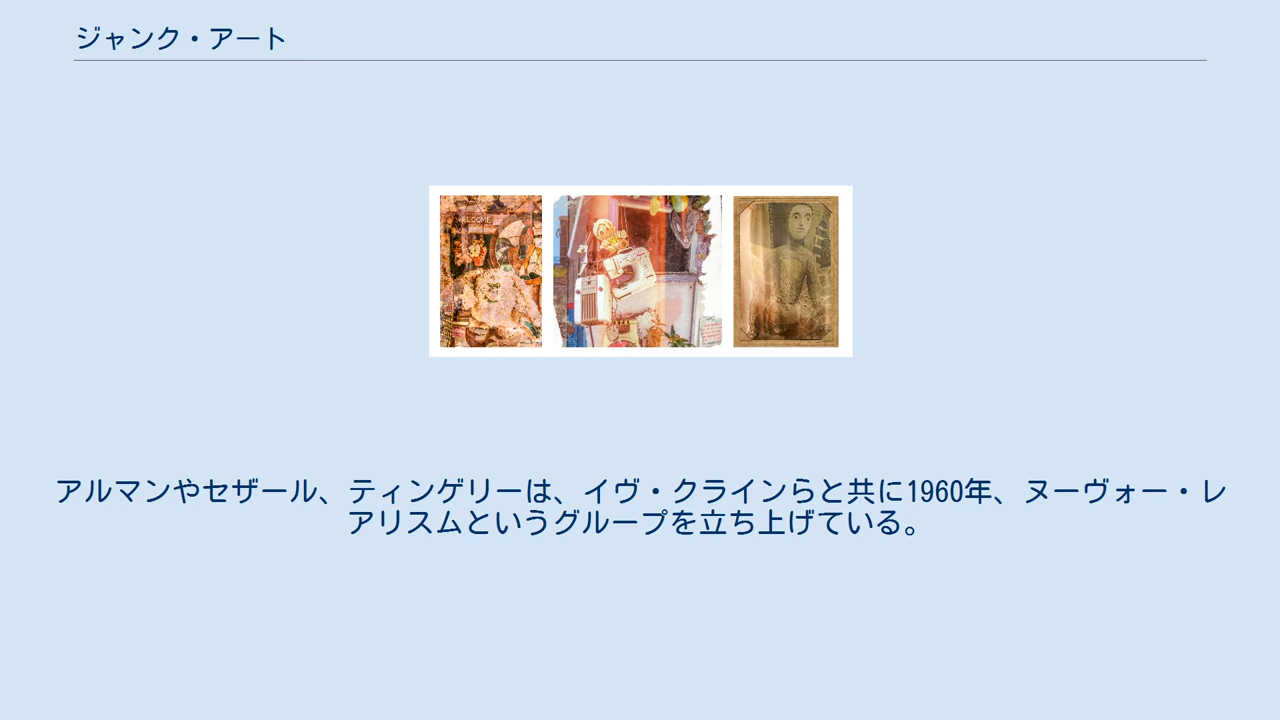 ジャンク・アート
アルマンやセザール、ティンゲリーは、イヴ・クラインらと共に1960年、ヌーヴォー・レ
アリスムというグループを立ち上げている。